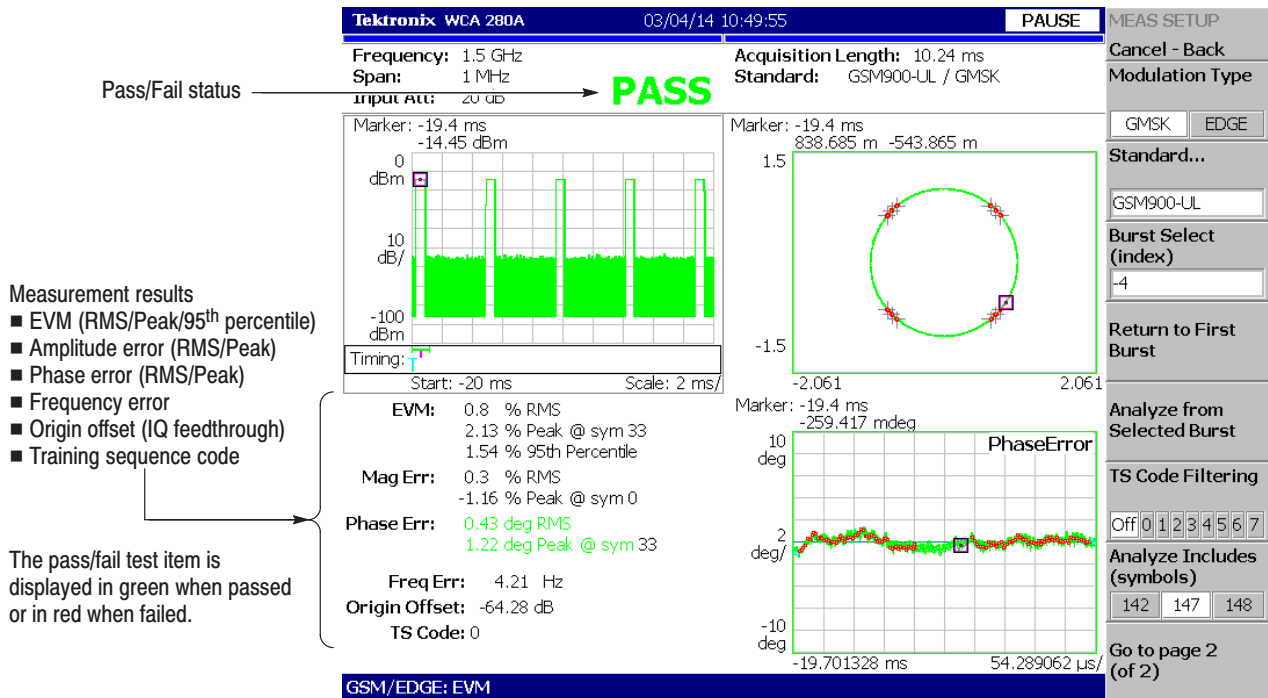 Tektronix WCA 280A 03/04/14 10:49:55 PAUSE
Frequency: 1.5 GHz
Span: 1 MHz
Input Att: 20 dB
PASS
Acquisition Length: 10.24 ms
Standard: GSM900-UL / GMSK
Pass/Fail status
Marker: -19.4 ms
-14.45 dBm
0
dBm
10
dB/
-100
dBm
Timing:
T
Start: -20 ms Scale: 2 ms/
Marker: -19.4 ms
838.685 m -543.865 m
1.5
-1.5
-2.061 2.061
Measurement results
■ EVM (RMS/Peak/95th percentile)
■ Amplitude error (RMS/Peak)
■ Phase error (RMS/Peak)
■ Frequency error
■ Origin offset (IQ feedthrough)
■ Training sequence code
The pass/fail test item is
displayed in green when passed
or in red when failed.
EVM: 0.8 % RMS
2.13 % Peak @ sym 33
1.54 % 95th Percentile
Mag Err: 0.3 % RMS
-1.16 % Peak @ sym 0
Phase Err: 0.43 deg RMS
1.22 deg Peak @ sym 33
Freq Err: 4.21 Hz
Origin Offset: -64.28 dB
TS Code: 0
Marker: -19.4 ms
-259.417 mdeg
10
deg
PhaseError
2
deg/
-10
deg
-19.701328 ms 54.289062 µs/
GSM/EDGE: EVM
MEAS SETUP
Cancel - Back
Modulation Type
GMSK EDGE
Standard...
GSM900-UL
Burst Select
(index)
-4
Return to First
Burst
Analyze from
Selected Burst
TS Code Filtering
Off 0 1 2 3 4 5 6 7
Analyze Includes
(symbols)
142 147 148
Go to page 2
(of 2)